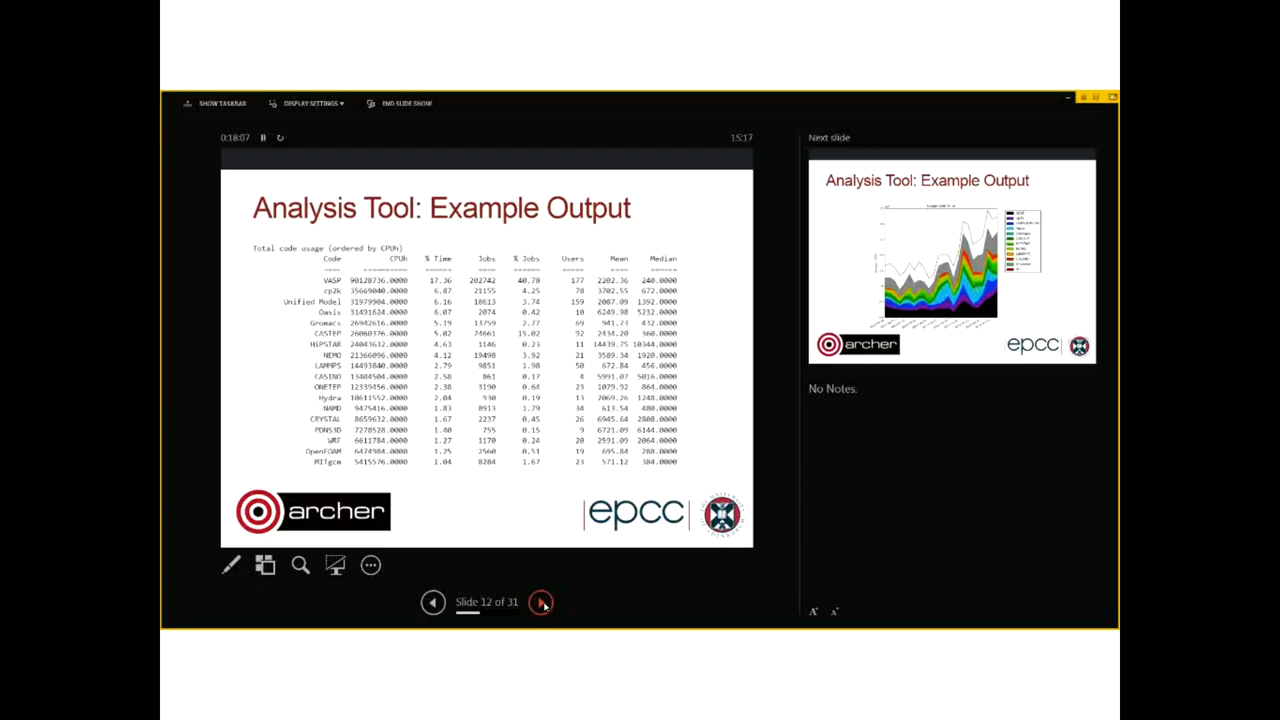 SHOW TASKBAR DISPLAY SETTINGS ▾ END SLIDE SHOW
0:18:07 15:17
Analysis Tool: Example Output
Total code usage (ordered by CPUh)
Code CPUh % Time Jobs % Jobs Users Mean Median
==== ========== ====== ====== ====== ===== ====== ======
VASP 90128736.0000 17.36 202742 40.78 177 2202.36 240.0000
cp2k 35669840.0000 6.87 21155 4.25 78 3702.55 672.0000
Unified Model 31979904.0000 6.16 18613 3.74 159 2087.09 1392.0000
Oasis 31491624.0000 6.07 2074 0.42 10 6249.98 5232.0000
Gromacs 26942616.0000 5.19 13759 2.77 69 941.73 432.0000
CASTEP 26060376.0000 5.02 74661 15.02 92 2434.20 360.0000
HiPSTAR 24043632.0000 4.63 1146 0.23 11 14439.75 10344.0000
NEMO 21366096.0000 4.12 19498 3.92 21 3589.34 1920.0000
LAMMPS 14493840.0000 2.79 9851 1.98 50 672.84 456.0000
CASINO 13404504.0000 2.58 861 0.17 4 5991.07 5016.0000
ONETEP 12339456.0000 2.38 3190 0.64 23 1079.92 864.0000
Hydra 10611552.0000 2.04 930 0.19 13 2069.26 1248.0000
NAMD 9475416.0000 1.83 8913 1.79 34 613.54 480.0000
CRYSTAL 8659632.0000 1.67 2237 0.45 26 6945.64 2808.0000
PDNS3D 7278528.0000 1.40 755 0.15 9 6721.09 6144.0000
WRF 6611784.0000 1.27 1170 0.24 20 2591.09 2064.0000
OpenFOAM 6474984.0000 1.25 2560 0.51 19 695.84 288.0000
MITgcm 5415576.0000 1.04 8284 1.67 23 571.12 384.0000
archer
|epcc|
Slide 12 of 31
Next slide
Analysis Tool: Example Output
archer
epcc
No Notes.
A A